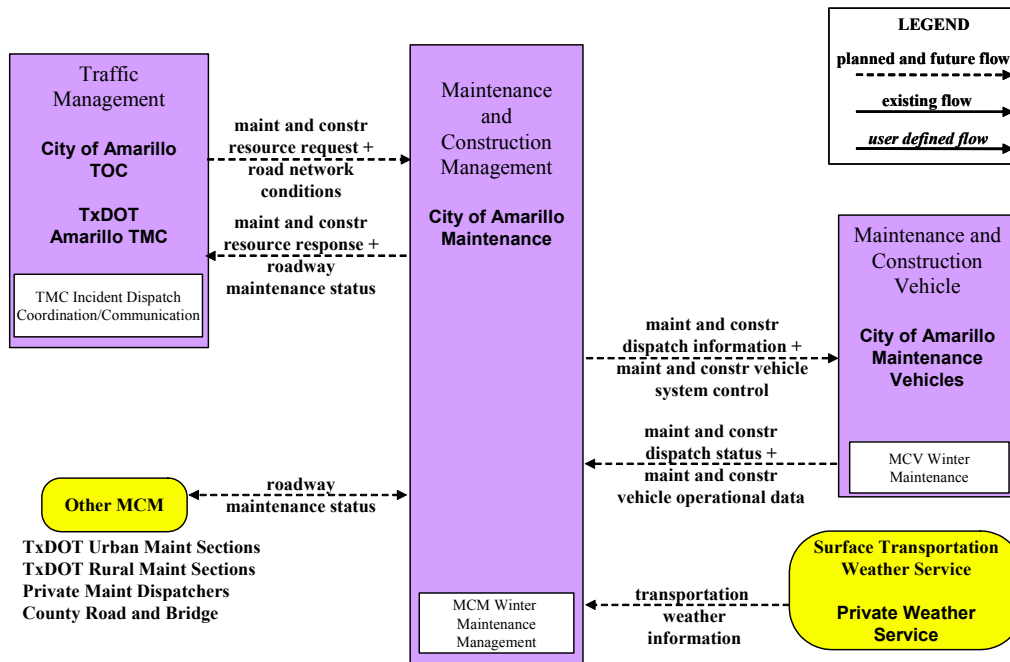 LEGEND
planned and future flow
existing flow
user defined flow
Traffic
Management
City of Amarillo
TOC
TxDOT
Amarillo TMC
TMC Incident Dispatch
Coordination/Communication
maint and constr
resource request +
road network
conditions
maint and constr
resource response +
roadway
maintenance status
Maintenance
and
Construction
Management
City of Amarillo
Maintenance
MCM Winter
Maintenance
Management
maint and constr
dispatch information +
maint and constr vehicle
system control
maint and constr
dispatch status +
maint and constr
vehicle operational data
Maintenance and
Construction
Vehicle
City of Amarillo
Maintenance
Vehicles
MCV Winter
Maintenance
Other MCM
TxDOT Urban Maint Sections
TxDOT Rural Maint Sections
Private Maint Dispatchers
County Road and Bridge
roadway
maintenance status
transportation
weather
information
Surface Transportation
Weather Service
Private Weather
Service